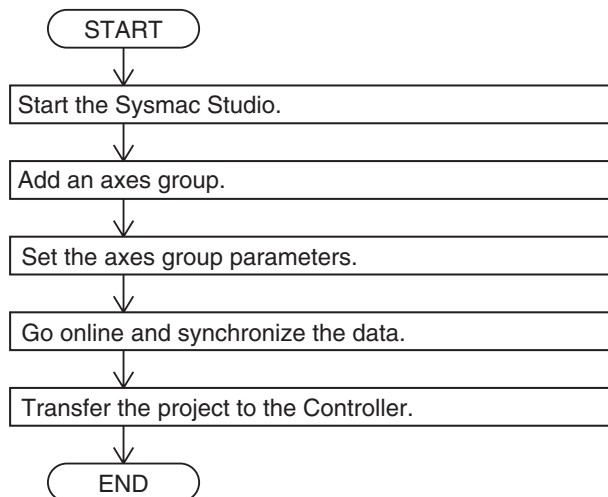 START
Start the Sysmac Studio.
Add an axes group.
Set the axes group parameters.
Go online and synchronize the data.
Transfer the project to the Controller.
END